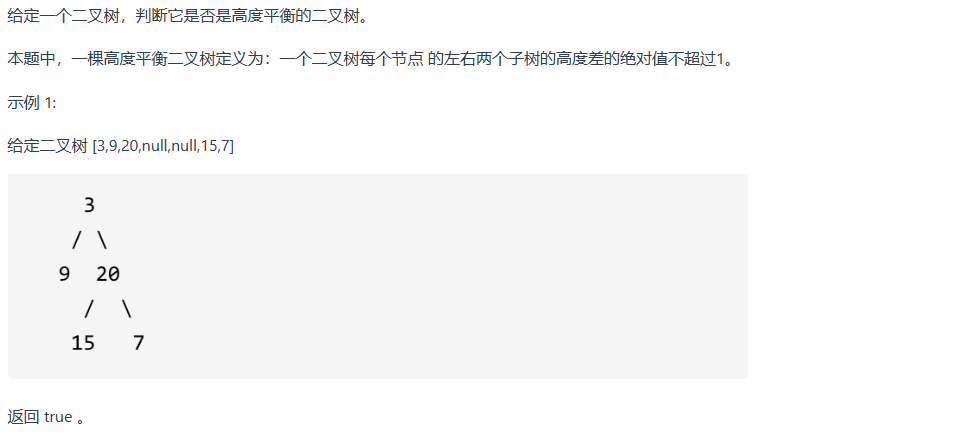 给定一个二叉树，判断它是否是高度平衡的二叉树。
本题中，一棵高度平衡二叉树定义为：一个二叉树每个节点 的左右两个子树的高度差的绝对值不超过1。
示例 1:
给定二叉树 [3,9,20,null,null,15,7]
3
/ \
9 20
/ \
15 7
返回 true 。